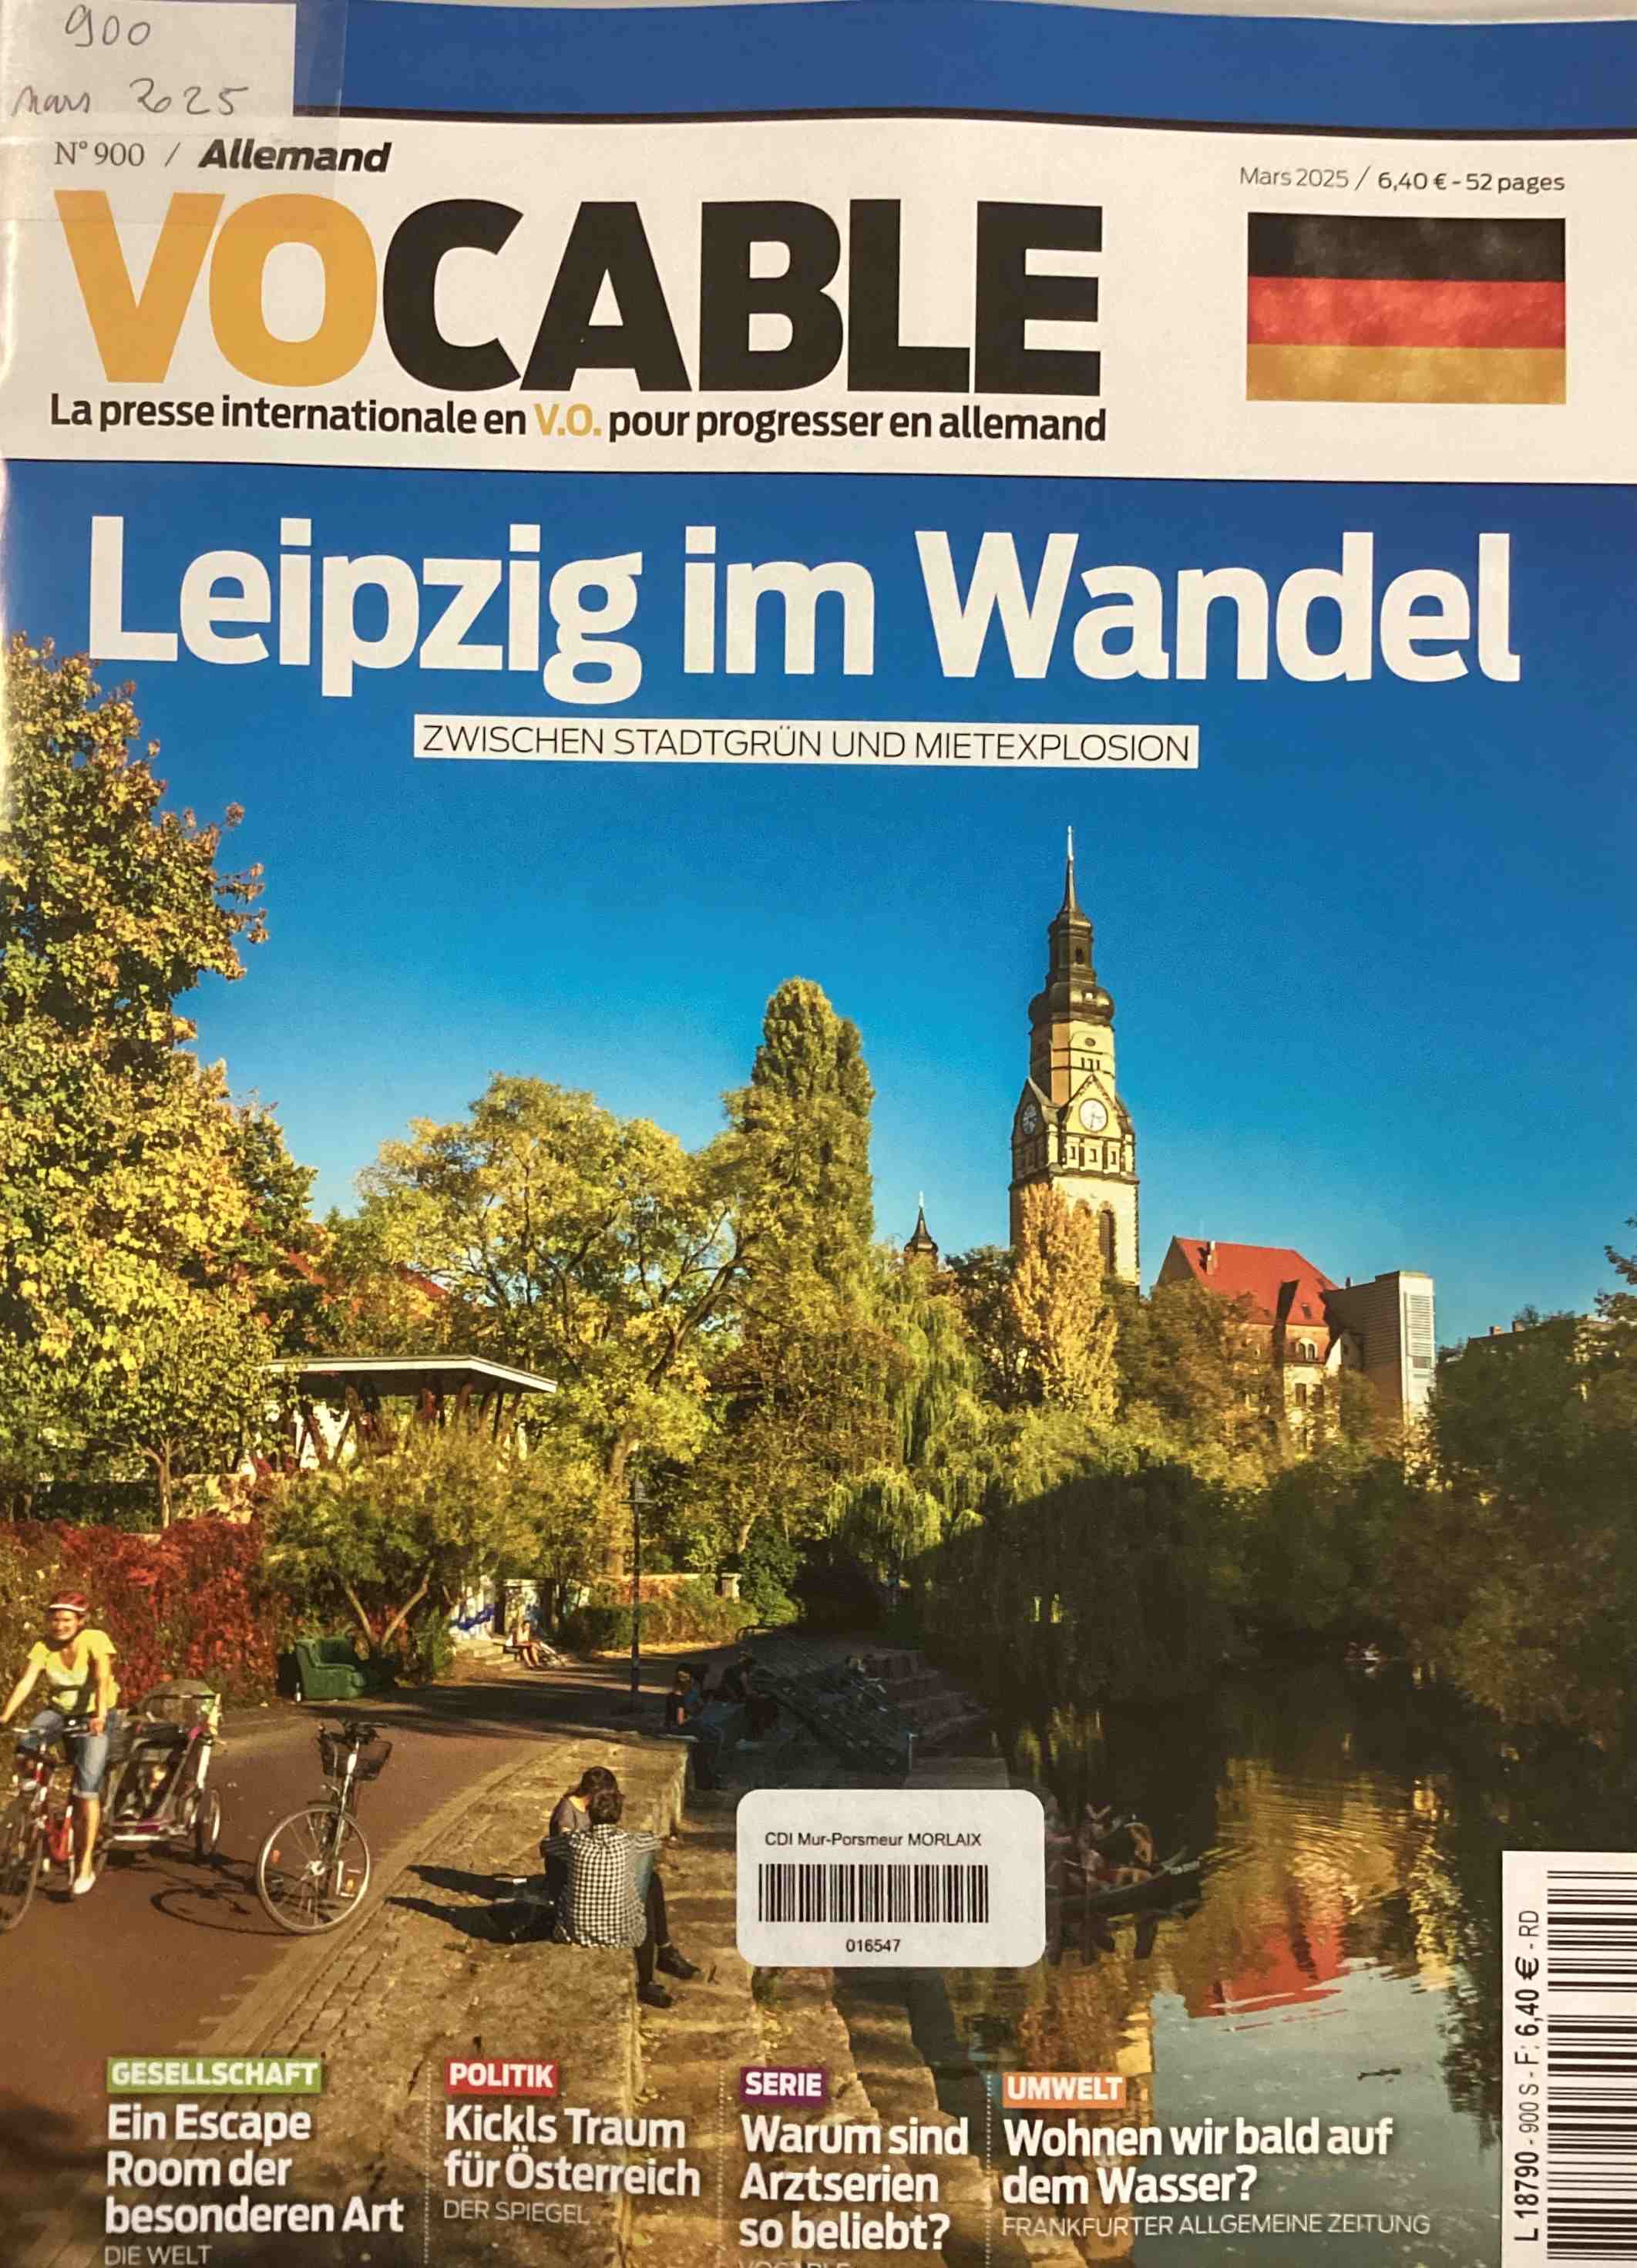 900
mars 2025
N° 900 / Allemand
Mars 2025 / 6,40 € - 52 pages
VOCABLE
La presse internationale en V.O. pour progresser en allemand
Leipzig im Wandel
ZWISCHEN STADTGRÜN UND MIETEXPLOSION
CDI Mur-Porsmeur MORLAIX
016547
GESELLSCHAFT
Ein Escape
Room der
besonderen Art
DIE WELT
POLITIK
Kickls Traum
für Österreich
DER SPIEGEL
SERIE
Warum sind
Arztserien
so beliebt?
VOCABLE
UMWELT
Wohnen wir bald auf
dem Wasser?
FRANKFURTER ALLGEMEINE ZEITUNG
L 18790 - 900 S - F: 6,40 € - RD